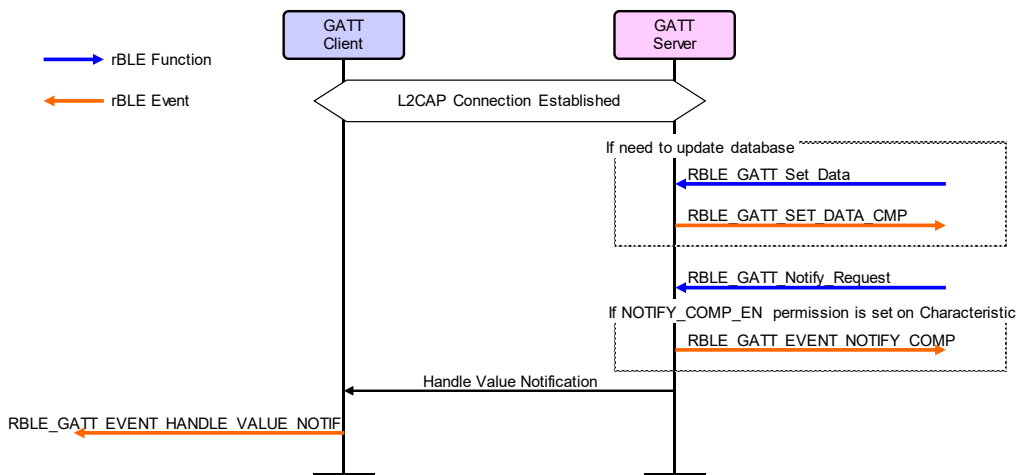 GATT
Client
GATT
Server
rBLE Function
rBLE Event
L2CAP Connection Established
If need to update database
RBLE_GATT_Set_Data
RBLE_GATT_SET_DATA_CMP
RBLE_GATT_Notify_Request
If NOTIFY_COMP_EN permission is set on Characteristic
RBLE_GATT_EVENT_NOTIFY_COMP
Handle Value Notification
RBLE_GATT_EVENT_HANDLE_VALUE_NOTIF